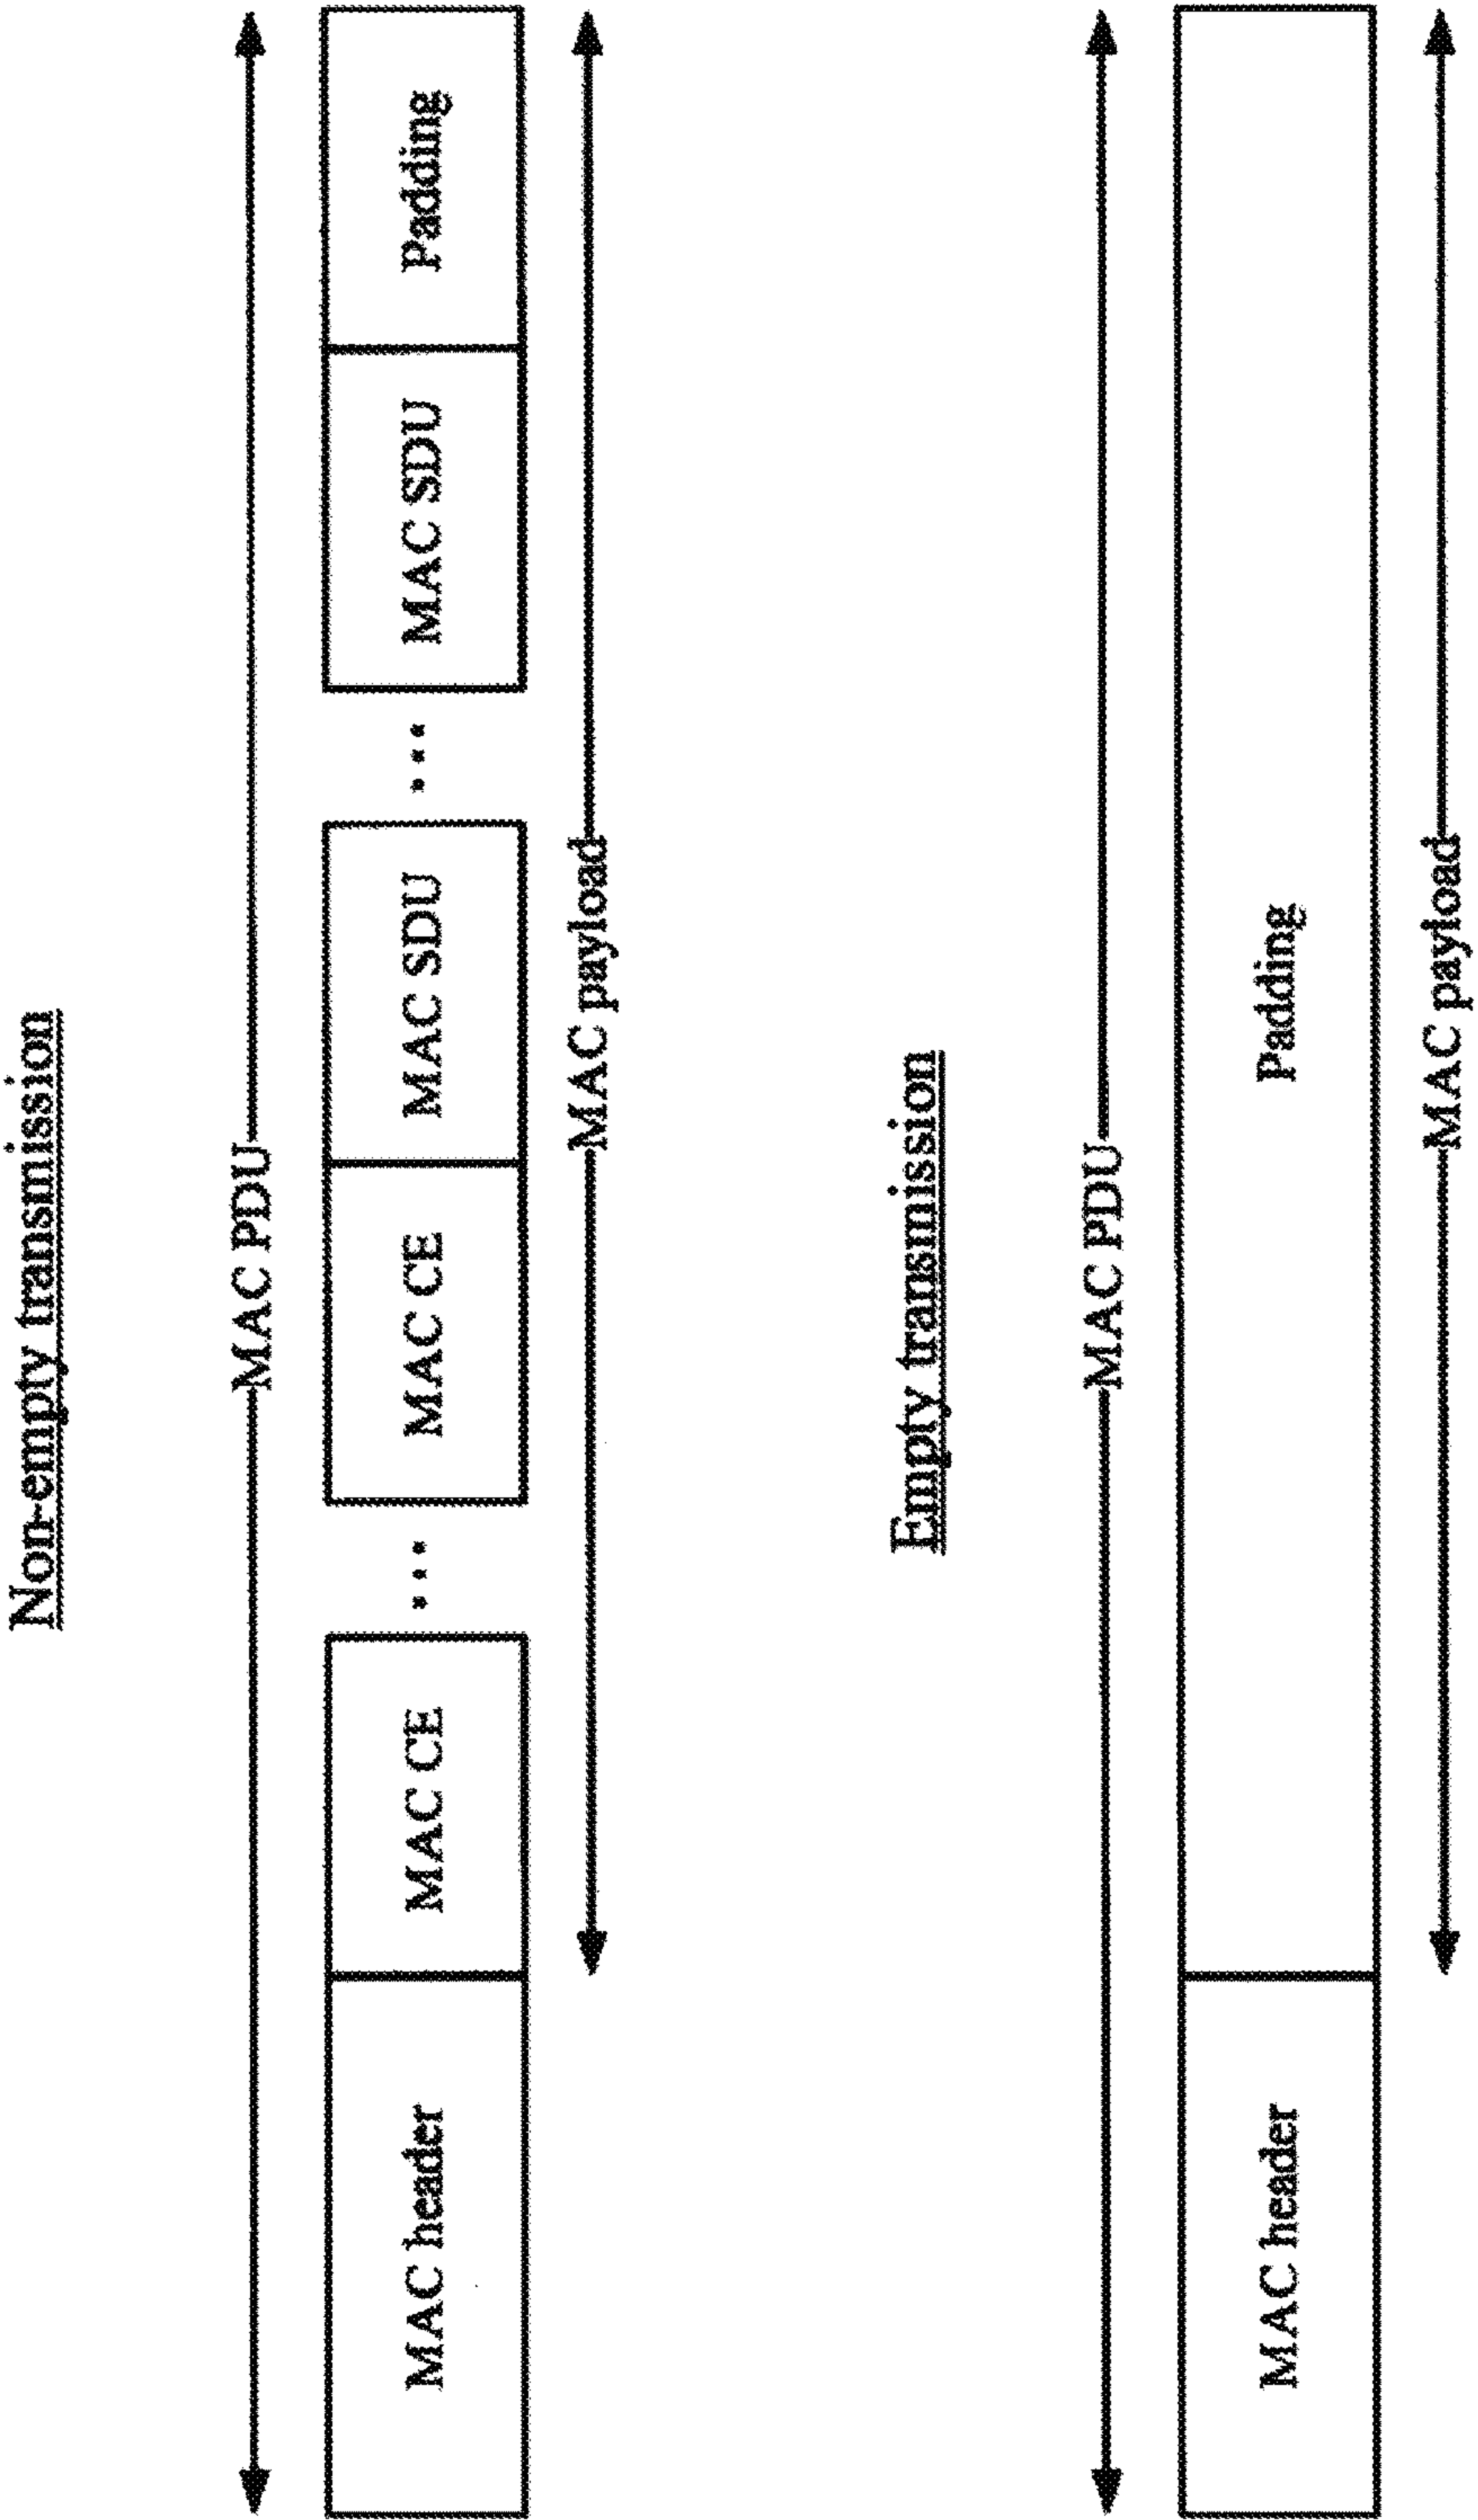 Non-empty transmission
MAC PDU
MAC header MAC CE ... MAC CE MAC SDU ... MAC SDU Padding
MAC payload
Empty transmission
MAC PDU
MAC header Padding
MAC payload